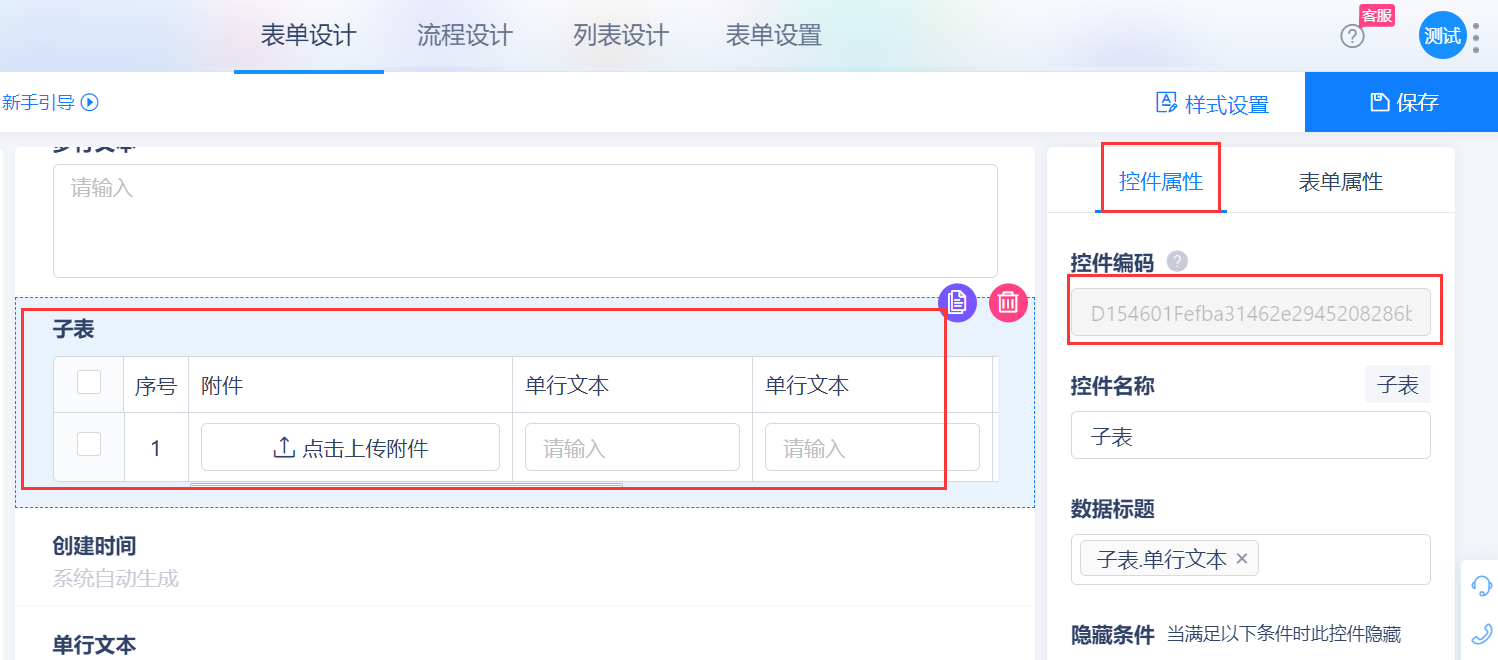 表单设计 流程设计 列表设计 表单设置 客服 测试
新手引导 样式设置 保存
多行文本
请输入
控件属性 表单属性
控件编码
D154601Fefba31462e2945208286b
子表
序号 附件 单行文本 单行文本
1 点击上传附件 请输入 请输入
控件名称 子表
子表
数据标题
子表.单行文本 ×
创建时间
系统自动生成
隐藏条件 当满足以下条件时此控件隐藏
单行文本